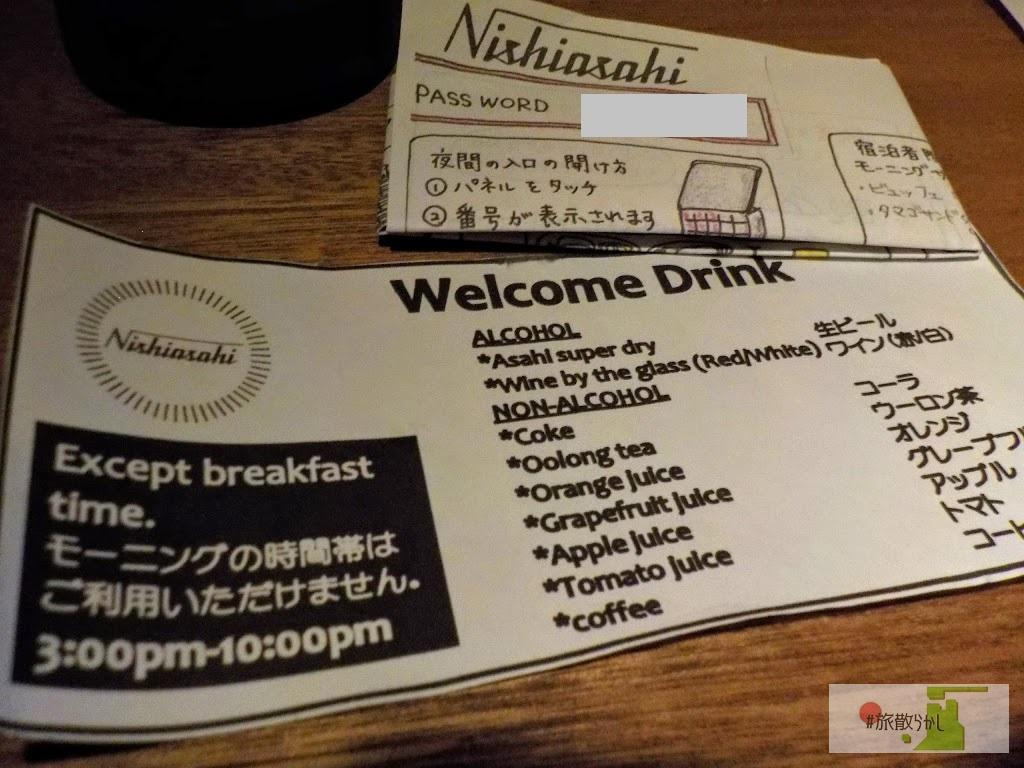 Nishiasahi
PASS WORD
夜間の入口の開け方
① パネルをタッチ
② 番号が表示されます
宿泊者
モーニング
・ビュッフェ
・タマゴサンド
Welcome Drink
Nishiasahi
ALCOHOL
*Asahi super dry 生ビール
*Wine by the glass (Red/White) ワイン(赤/白)
NON-ALCOHOL
*Coke コーラ
*Oolong tea ウーロン茶
*Orange juice オレンジ
*Grapefruit juice グレープフ
*Apple juice アップル
*Tomato juice トマト
*coffee コー
Except breakfast
time.
モーニングの時間帯は
ご利用いただけません。
3:00pm-10:00pm
#旅散らかし